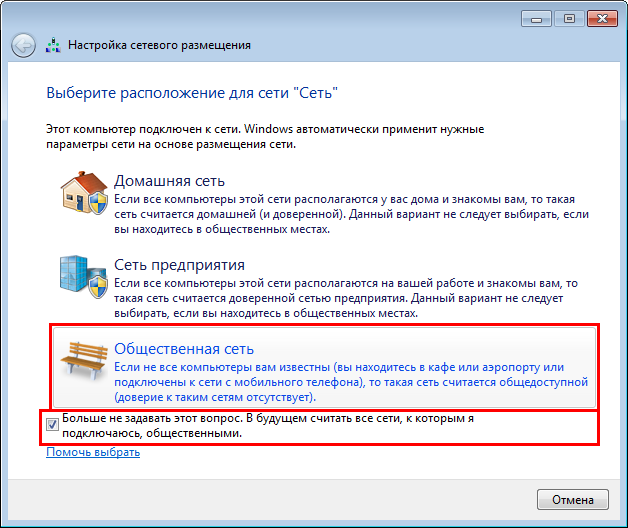 Настройка сетевого размещения
Выберите расположение для сети "Сеть"
Этот компьютер подключен к сети. Windows автоматически применит нужные
параметры сети на основе размещения сети.
Домашняя сеть
Если все компьютеры этой сети располагаются у вас дома и знакомы вам, то такая
сеть считается домашней (и доверенной). Данный вариант не следует выбирать, если
вы находитесь в общественных местах.
Сеть предприятия
Если все компьютеры этой сети располагаются на вашей работе и знакомы вам, то
такая сеть считается доверенной сетью предприятия. Данный вариант не следует
выбирать, если вы находитесь в общественных местах.
Общественная сеть
Если не все компьютеры вам известны (вы находитесь в кафе или аэропорту или
подключены к сети с мобильного телефона), то такая сеть считается общедоступной
(доверие к таким сетям отсутствует).
Больше не задавать этот вопрос. В будущем считать все сети, к которым я
подключаюсь, общественными.
Помочь выбрать
Отмена